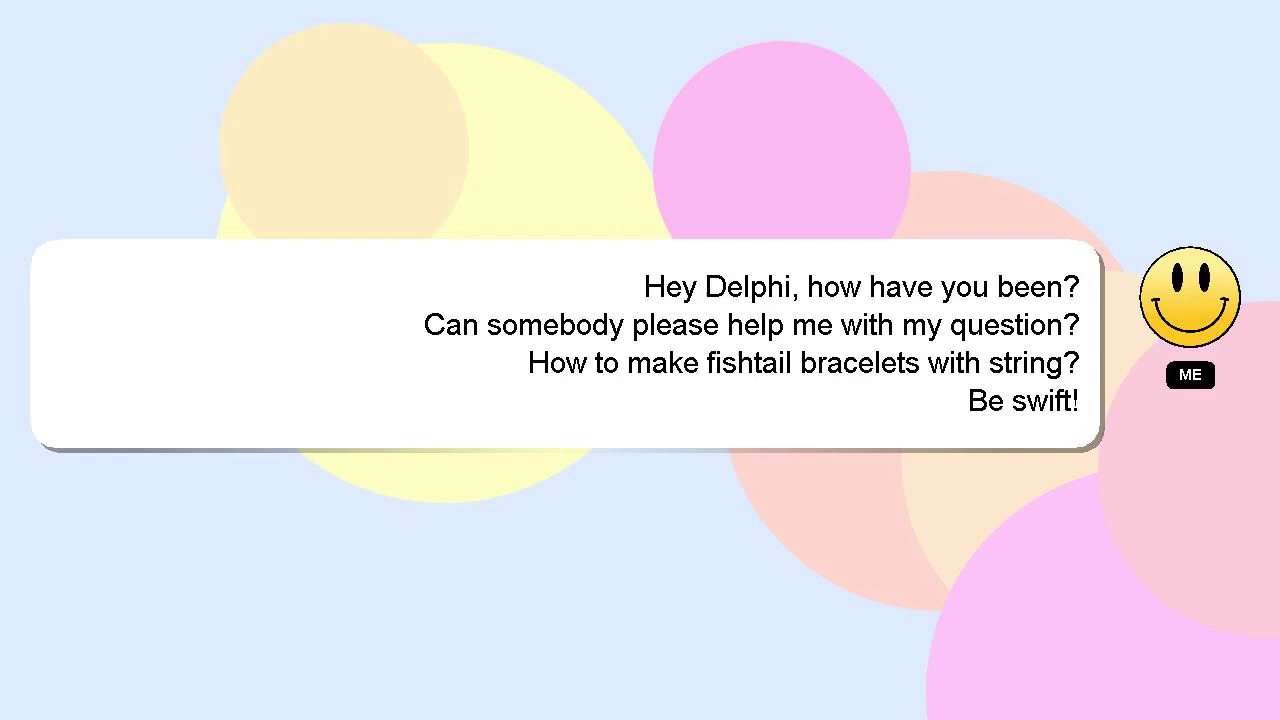 Hey Delphi, how have you been?
Can somebody please help me with my question?
How to make fishtail bracelets with string?
Be swift!
ME